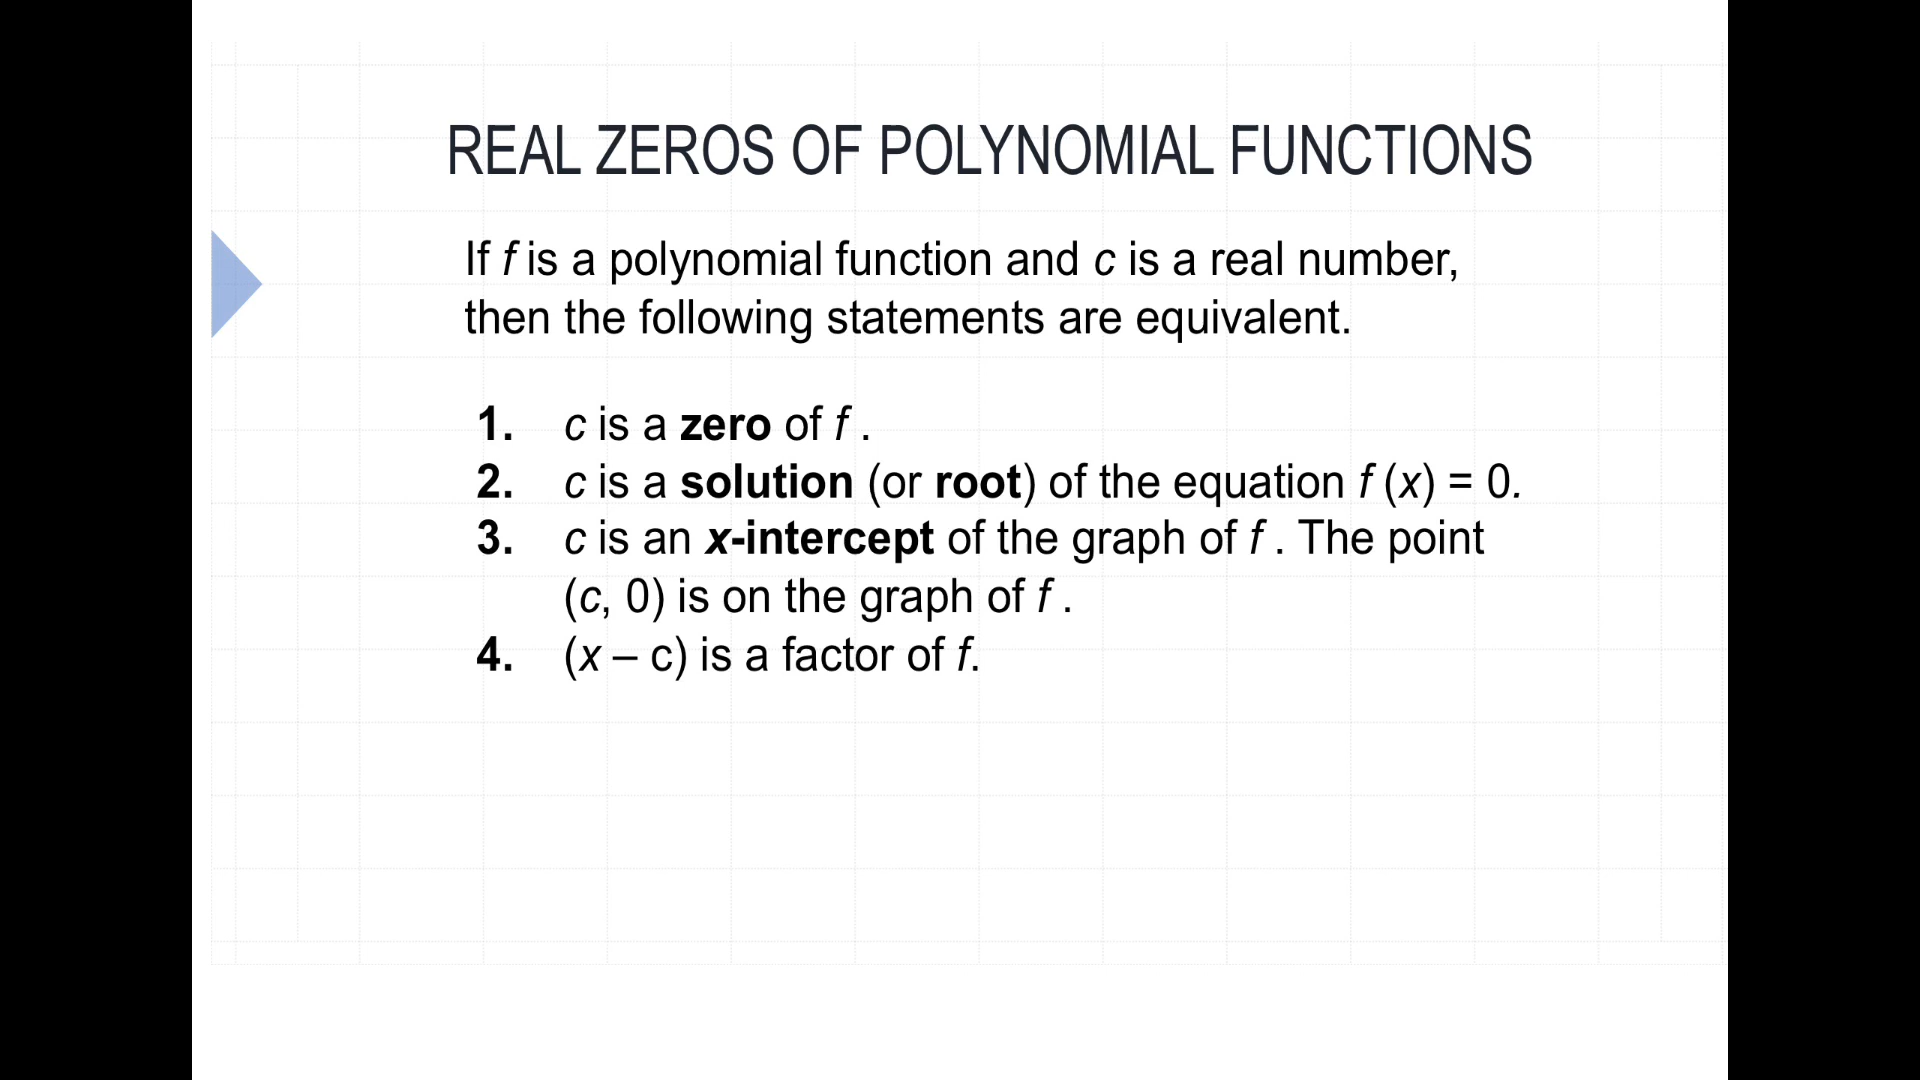 REAL ZEROS OF POLYNOMIAL FUNCTIONS
If f is a polynomial function and c is a real number,
then the following statements are equivalent.
1. c is a zero of f .
2. c is a solution (or root) of the equation f (x) = 0.
3. c is an x-intercept of the graph of f . The point
(c, 0) is on the graph of f .
4. (x – c) is a factor of f.